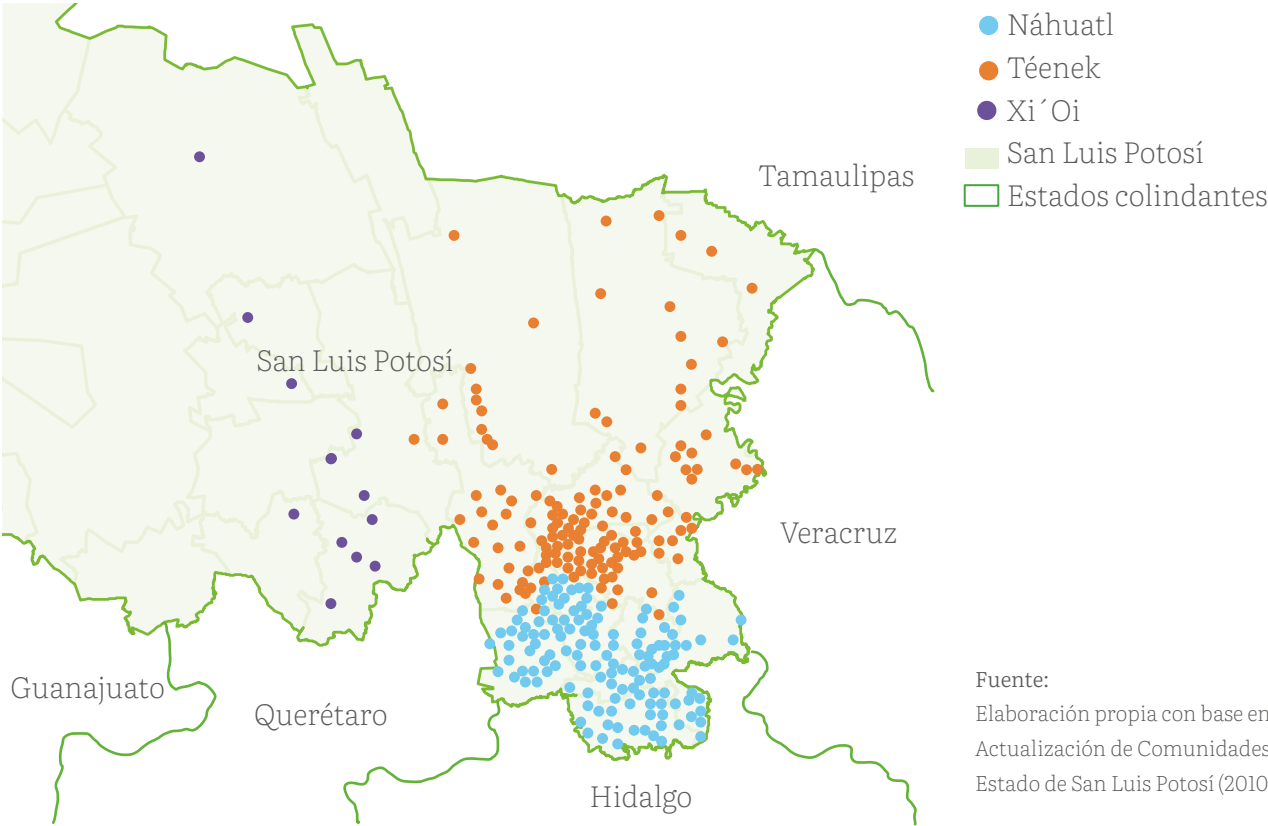 Náhuatl
Téenek
Xi´Oi
San Luis Potosí
Estados colindantes
Tamaulipas
San Luis Potosí
Veracruz
Guanajuato
Querétaro
Hidalgo
Fuente:
Elaboración propia con base en
Actualización de Comunidades
Estado de San Luis Potosí (2010